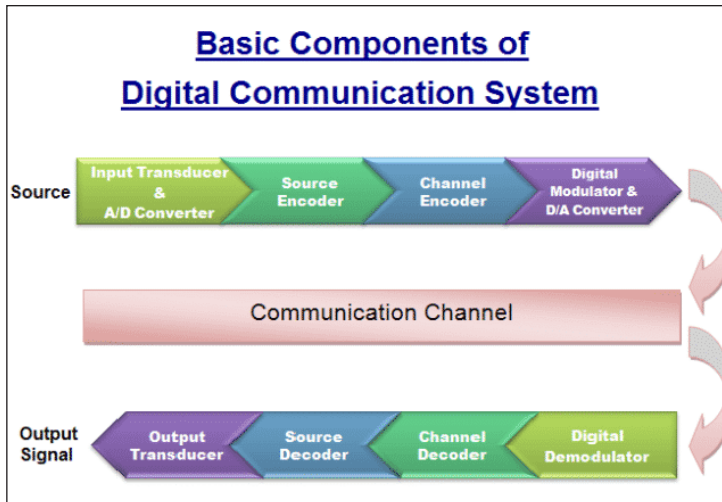 Basic Components of
Digital Communication System
Source
Input Transducer
&
A/D Converter
Source
Encoder
Channel
Encoder
Digital
Modulator &
D/A Converter
Communication Channel
Output
Signal
Output
Transducer
Source
Decoder
Channel
Decoder
Digital
Demodulator